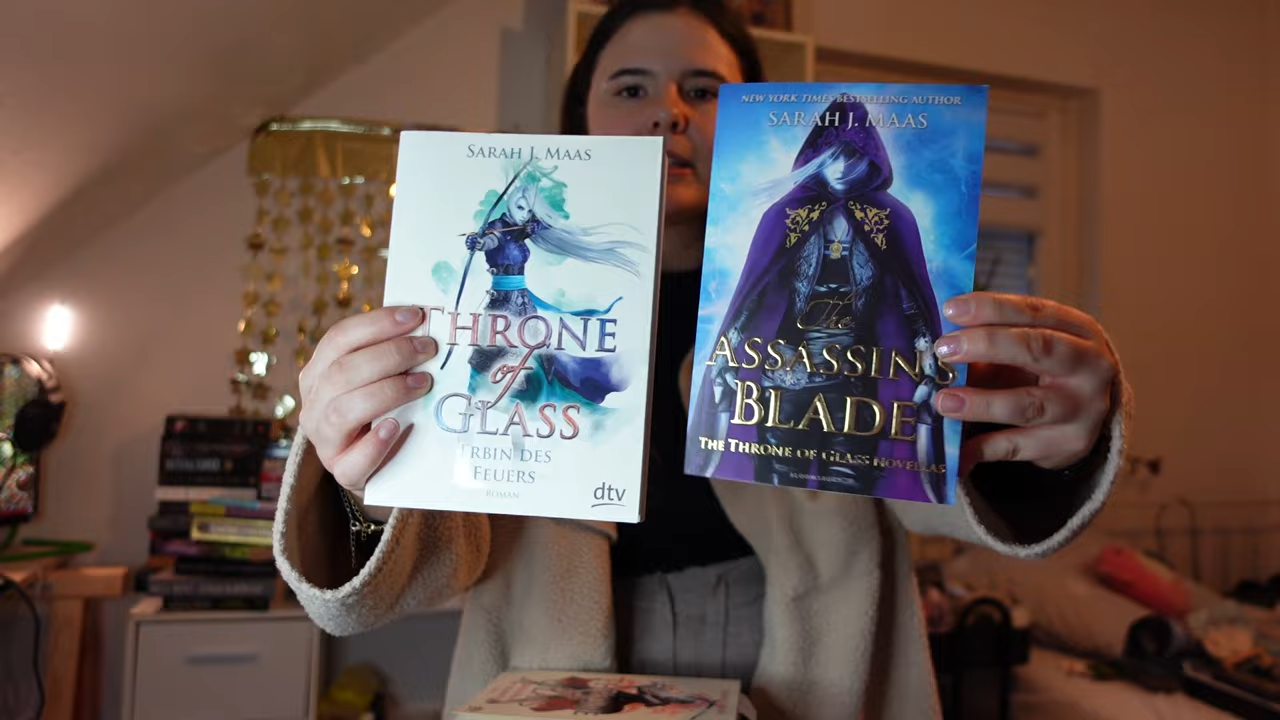 SARAH J. MAAS
THRONE
of
GLASS
ERBIN DES
FEUERS
ROMAN
dtv
NEW YORK TIMES BESTSELLING AUTHOR
SARAH J. MAAS
The
ASSASSIN'S
BLADE
THE THRONE OF GLASS NOVELLAS